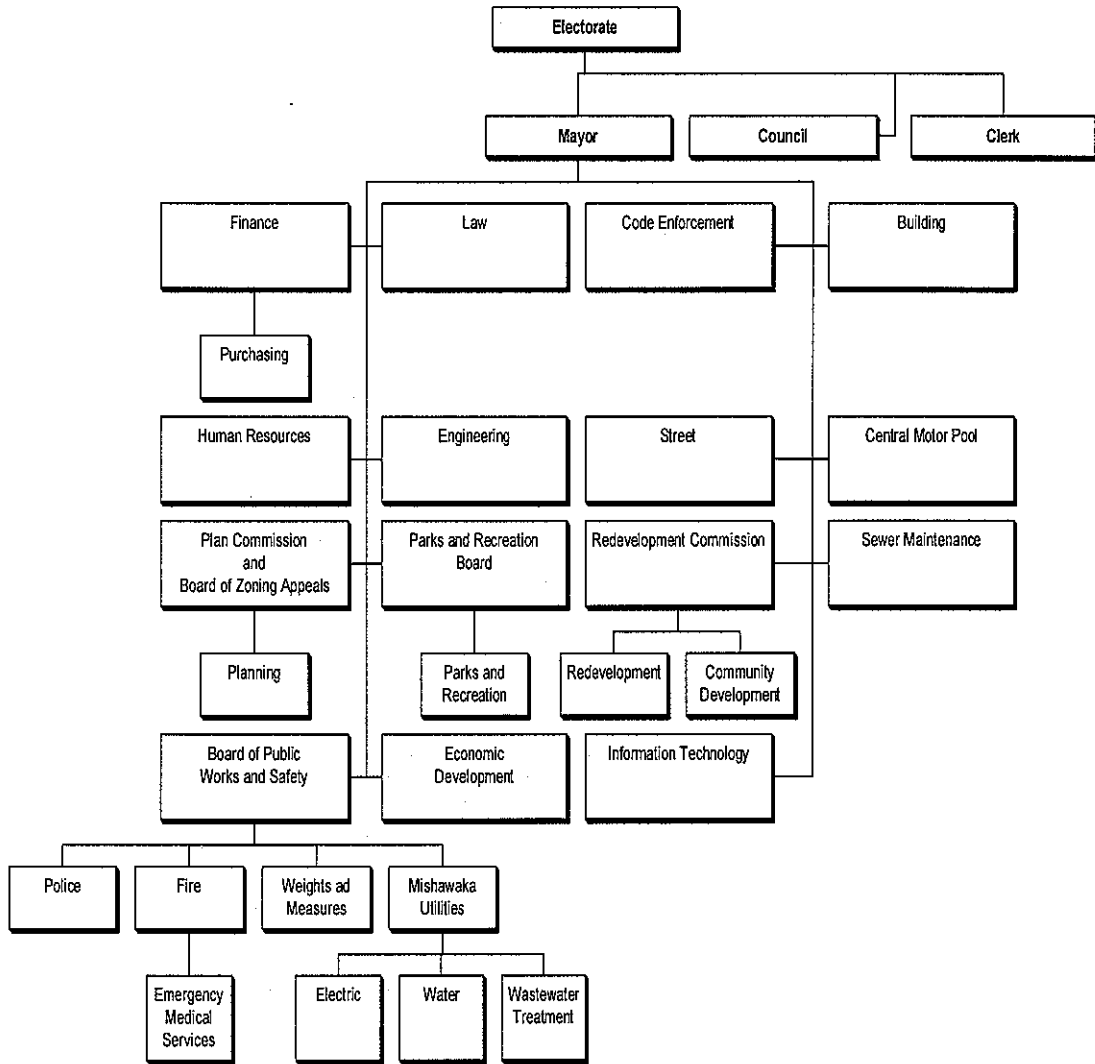 Electorate
Mayor
Council
Clerk
Finance
Law
Code Enforcement
Building
Purchasing
Human Resources
Engineering
Street
Central Motor Pool
Plan Commission
and
Board of Zoning Appeals
Parks and Recreation
Board
Redevelopment Commission
Sewer Maintenance
Planning
Parks and
Recreation
Redevelopment
Community
Development
Board of Public
Works and Safety
Economic
Development
Information Technology
Police
Fire
Weights ad
Measures
Mishawaka
Utilities
Emergency
Medical
Services
Electric
Water
Wastewater
Treatment